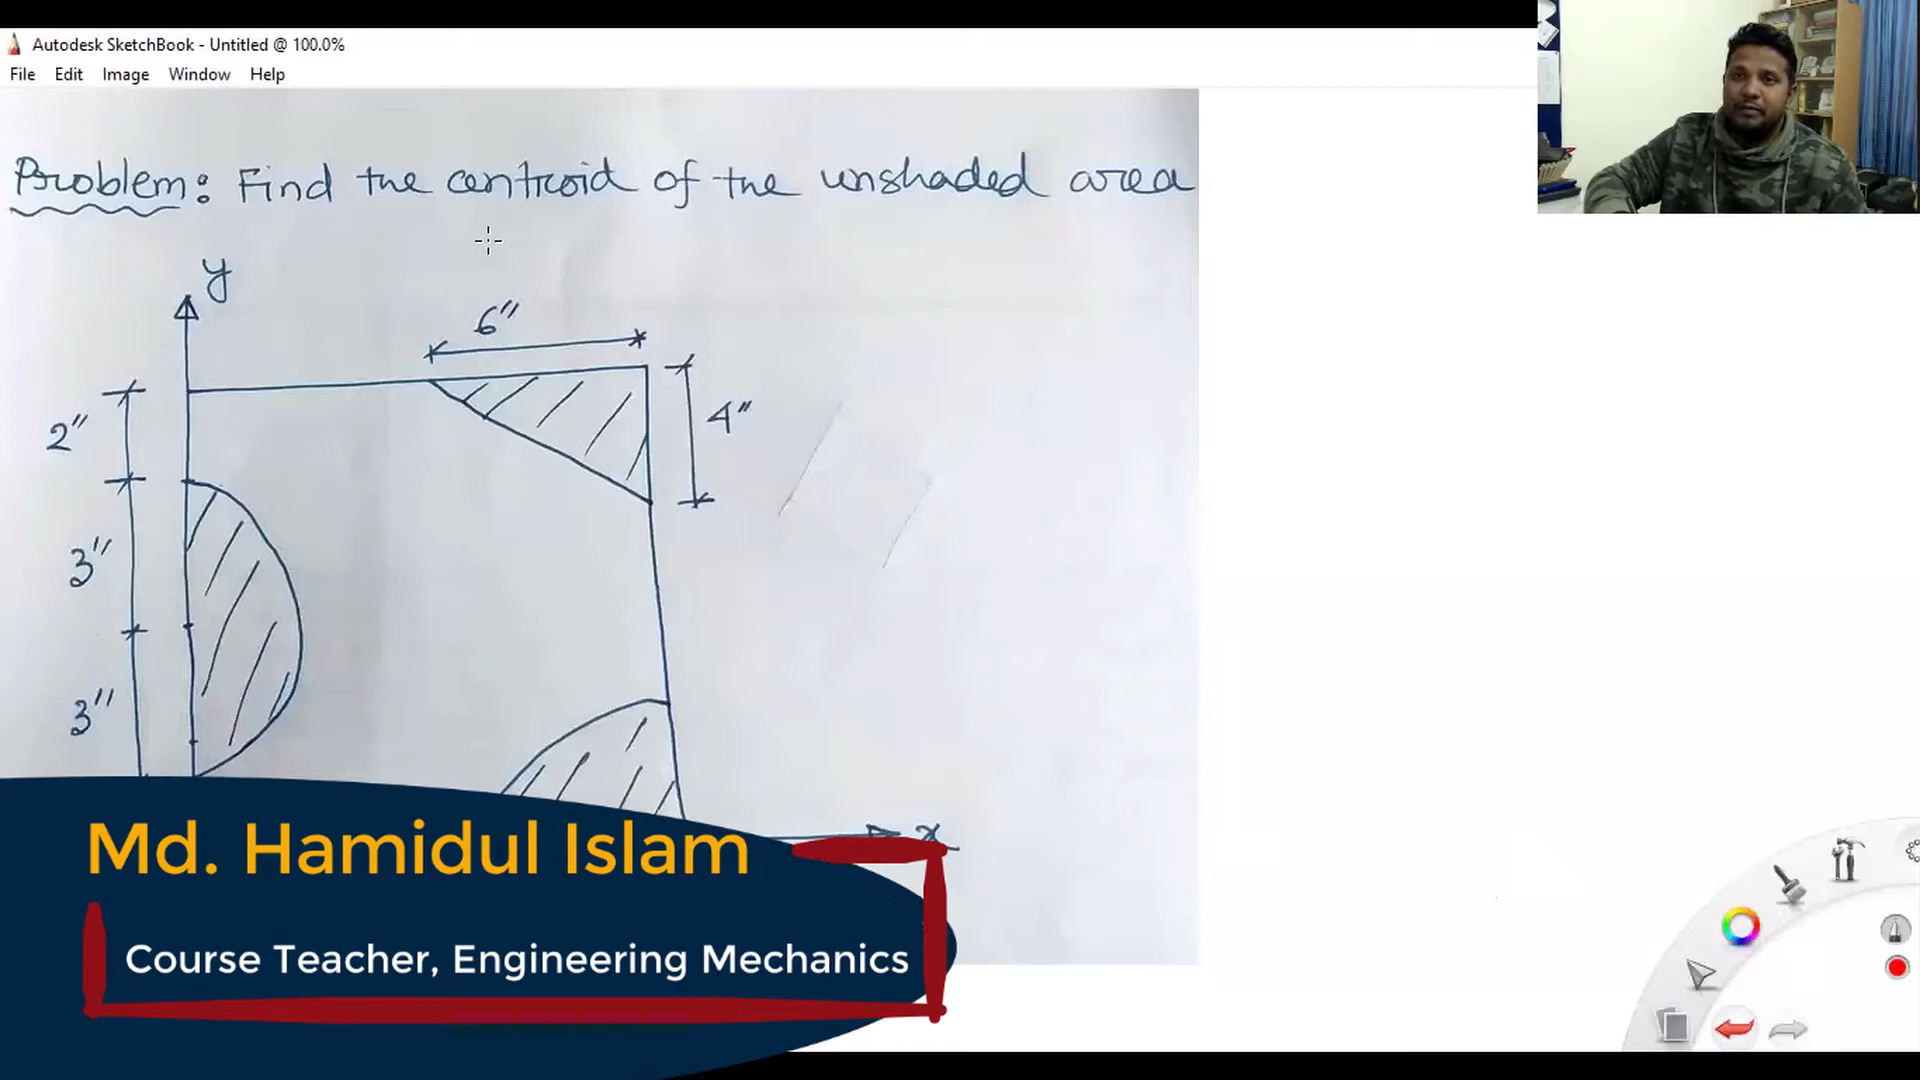 Autodesk SketchBook - Untitled @ 100.0%
File Edit Image Window Help
Problem: Find the centroid of the unshaded area
y
6"
2"
4"
3"
3"
x
Md. Hamidul Islam
Course Teacher, Engineering Mechanics